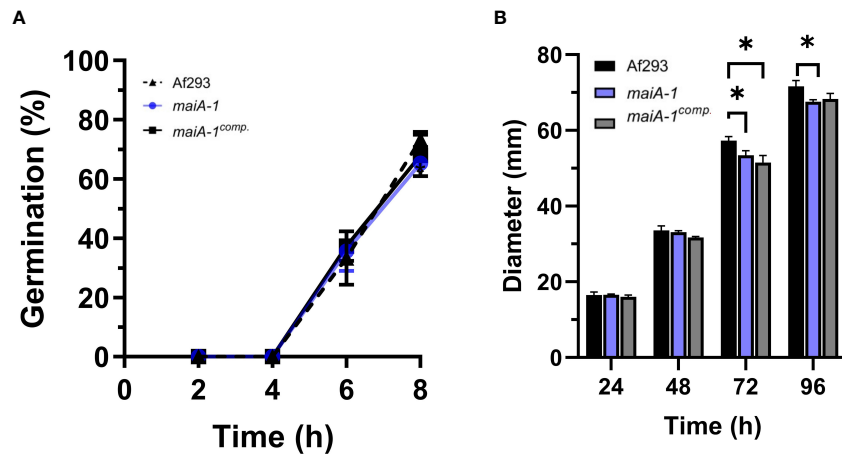 A
Germination (%)
100
80
60
40
20
0
Af293
maiA-1
maiA-1comp.
0 2 4 6 8
Time (h)
B
Diameter (mm)
80
60
40
20
0
Af293
maiA-1
maiA-1comp.
* *
*
24 48 72 96
Time (h)